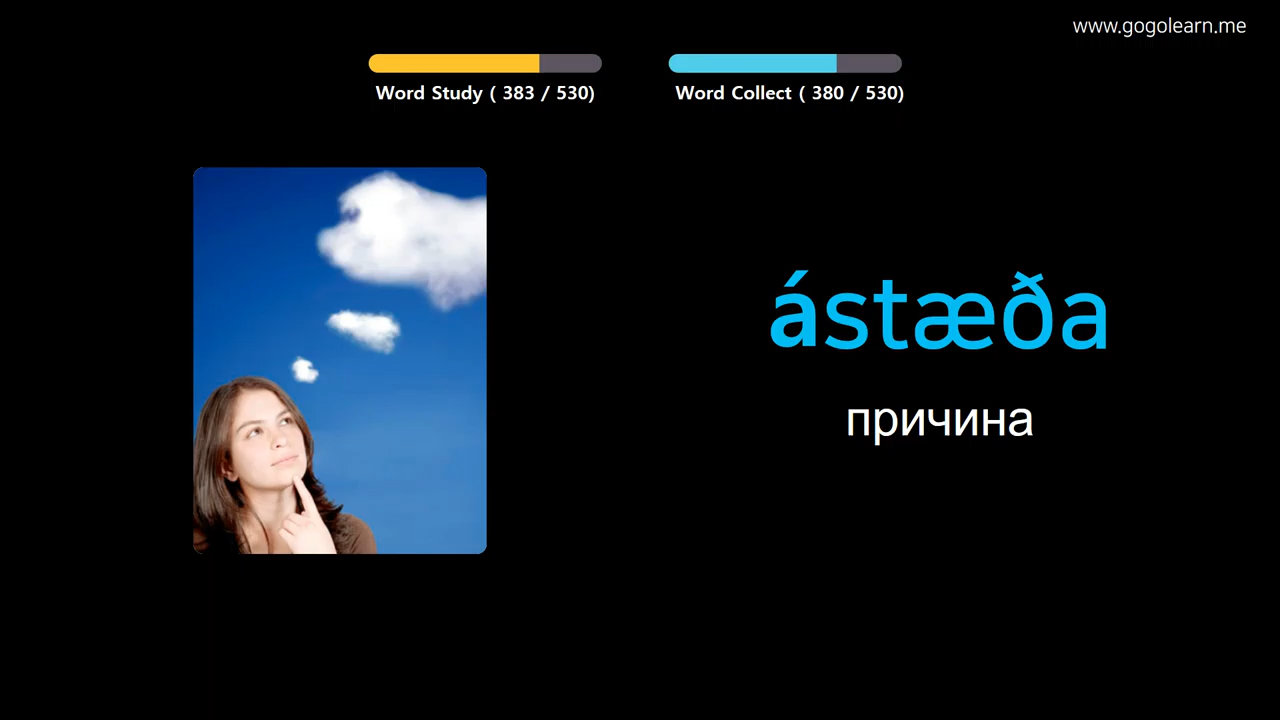 www.gogolearn.me
Word Study ( 383 / 530)
Word Collect ( 380 / 530)
ástæða
причина